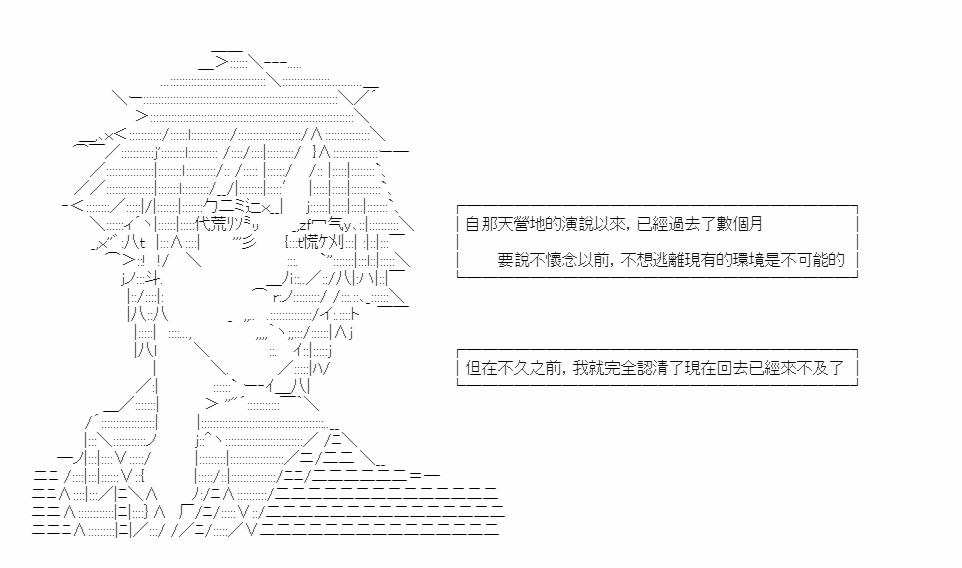 自那天營地的演說以來, 已經過去了數個月
要說不懷念以前, 不想逃離現有的環境是不可能的
但在不久之前, 我就完全認清了現在回去已經來不及了